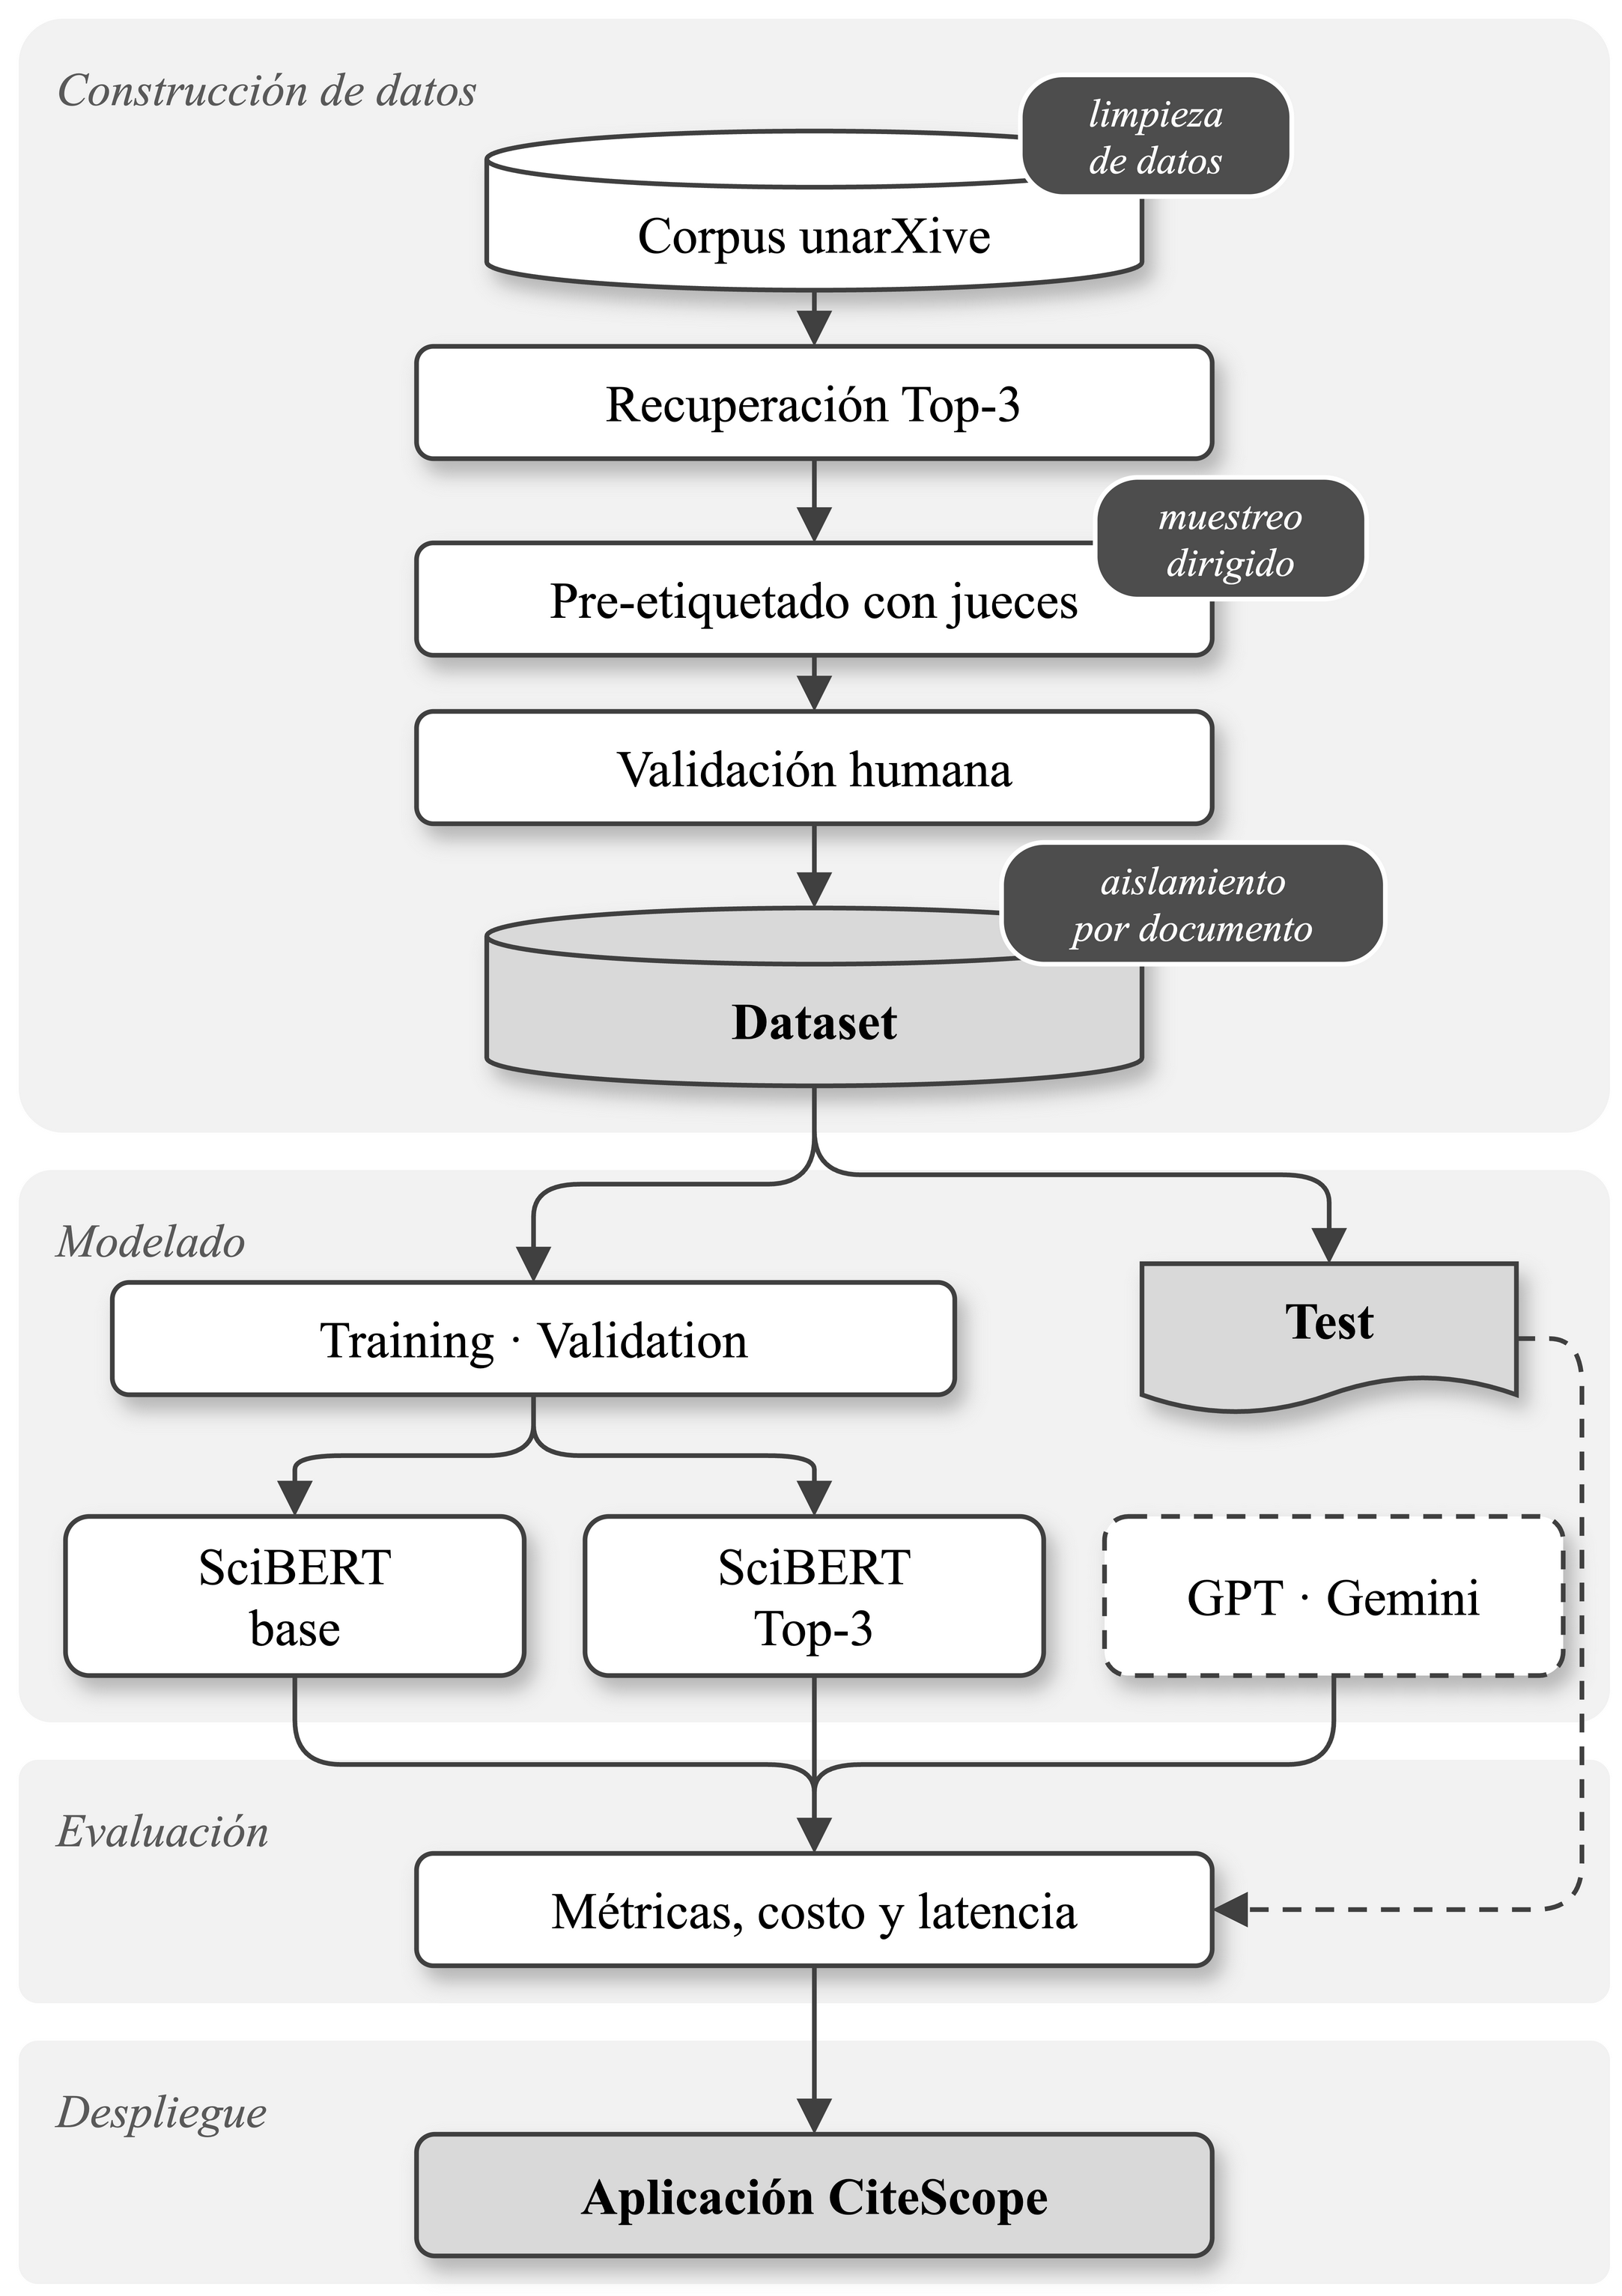 Construcción de datos
limpieza
de datos
Corpus unarXive
Recuperación Top-3
muestreo
dirigido
Pre-etiquetado con jueces
Validación humana
aislamiento
por documento
Dataset
Modelado
Training · Validation
Test
SciBERT
base
SciBERT
Top-3
GPT · Gemini
Evaluación
Métricas, costo y latencia
Despliegue
Aplicación CiteScope